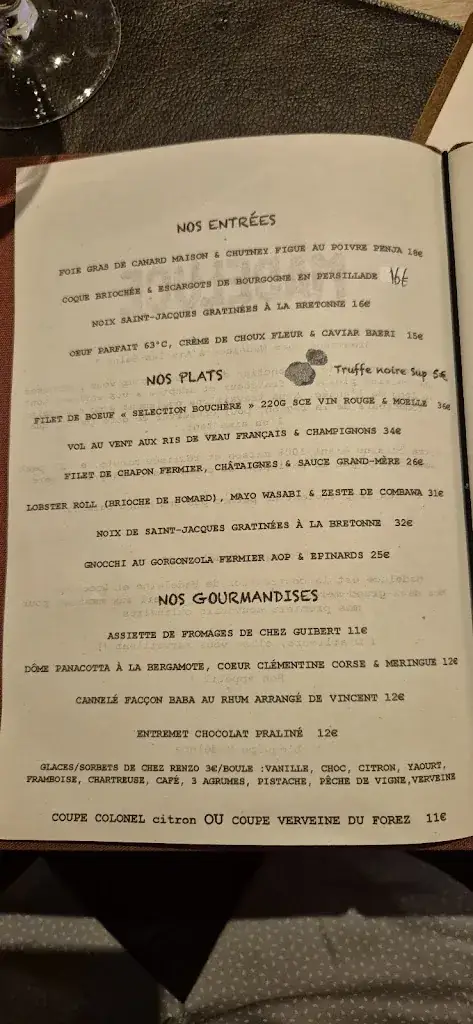 NOS ENTRÉES
FOIE GRAS DE CANARD MAISON & CHUTNEY FIGUE AU POIVRE PENJA 18€
COQUE BRIOCHÉE & ESCARGOTS DE BOURGOGNE EN PERSILLADE 16€
NOIX SAINT-JACQUES GRATINÉES À LA BRETONNE 16€
OEUF PARFAIT 63°C, CRÈME DE CHOUX FLEUR & CAVIAR BAERI 15€
Truffe noire Sup 5€
NOS PLATS
FILET DE BOEUF « SELECTION BOUCHÈRE » 220G SCE VIN ROUGE & MOELLE 36€
VOL AU VENT AUX RIS DE VEAU FRANÇAIS & CHAMPIGNONS 34€
FILET DE CHAPON FERMIER, CHÂTAIGNES & SAUCE GRAND-MÈRE 26€
LOBSTER ROLL (BRIOCHE DE HOMARD), MAYO WASABI & ZESTE DE COMBAWA 31€
NOIX DE SAINT-JACQUES GRATINÉES À LA BRETONNE 32€
GNOCCHI AU GORGONZOLA FERMIER AOP & EPINARDS 25€
NOS GOURMANDISES
ASSIETTE DE FROMAGES DE CHEZ GUIBERT 11€
DÔME PANACOTTA À LA BERGAMOTE, COEUR CLÉMENTINE CORSE & MERINGUE 12€
CANNELÉ FACÇON BABA AU RHUM ARRANGÉ DE VINCENT 12€
ENTREMET CHOCOLAT PRALINÉ 12€
GLACES/SORBETS DE CHEZ RENZO 3€/BOULE :VANILLE, CHOC, CITRON, YAOURT,
FRAMBOISE, CHARTREUSE, CAFÉ, 3 AGRUMES, PISTACHE, PÊCHE DE VIGNE,VERVEINE
COUPE COLONEL citron OU COUPE VERVEINE DU FOREZ 11€